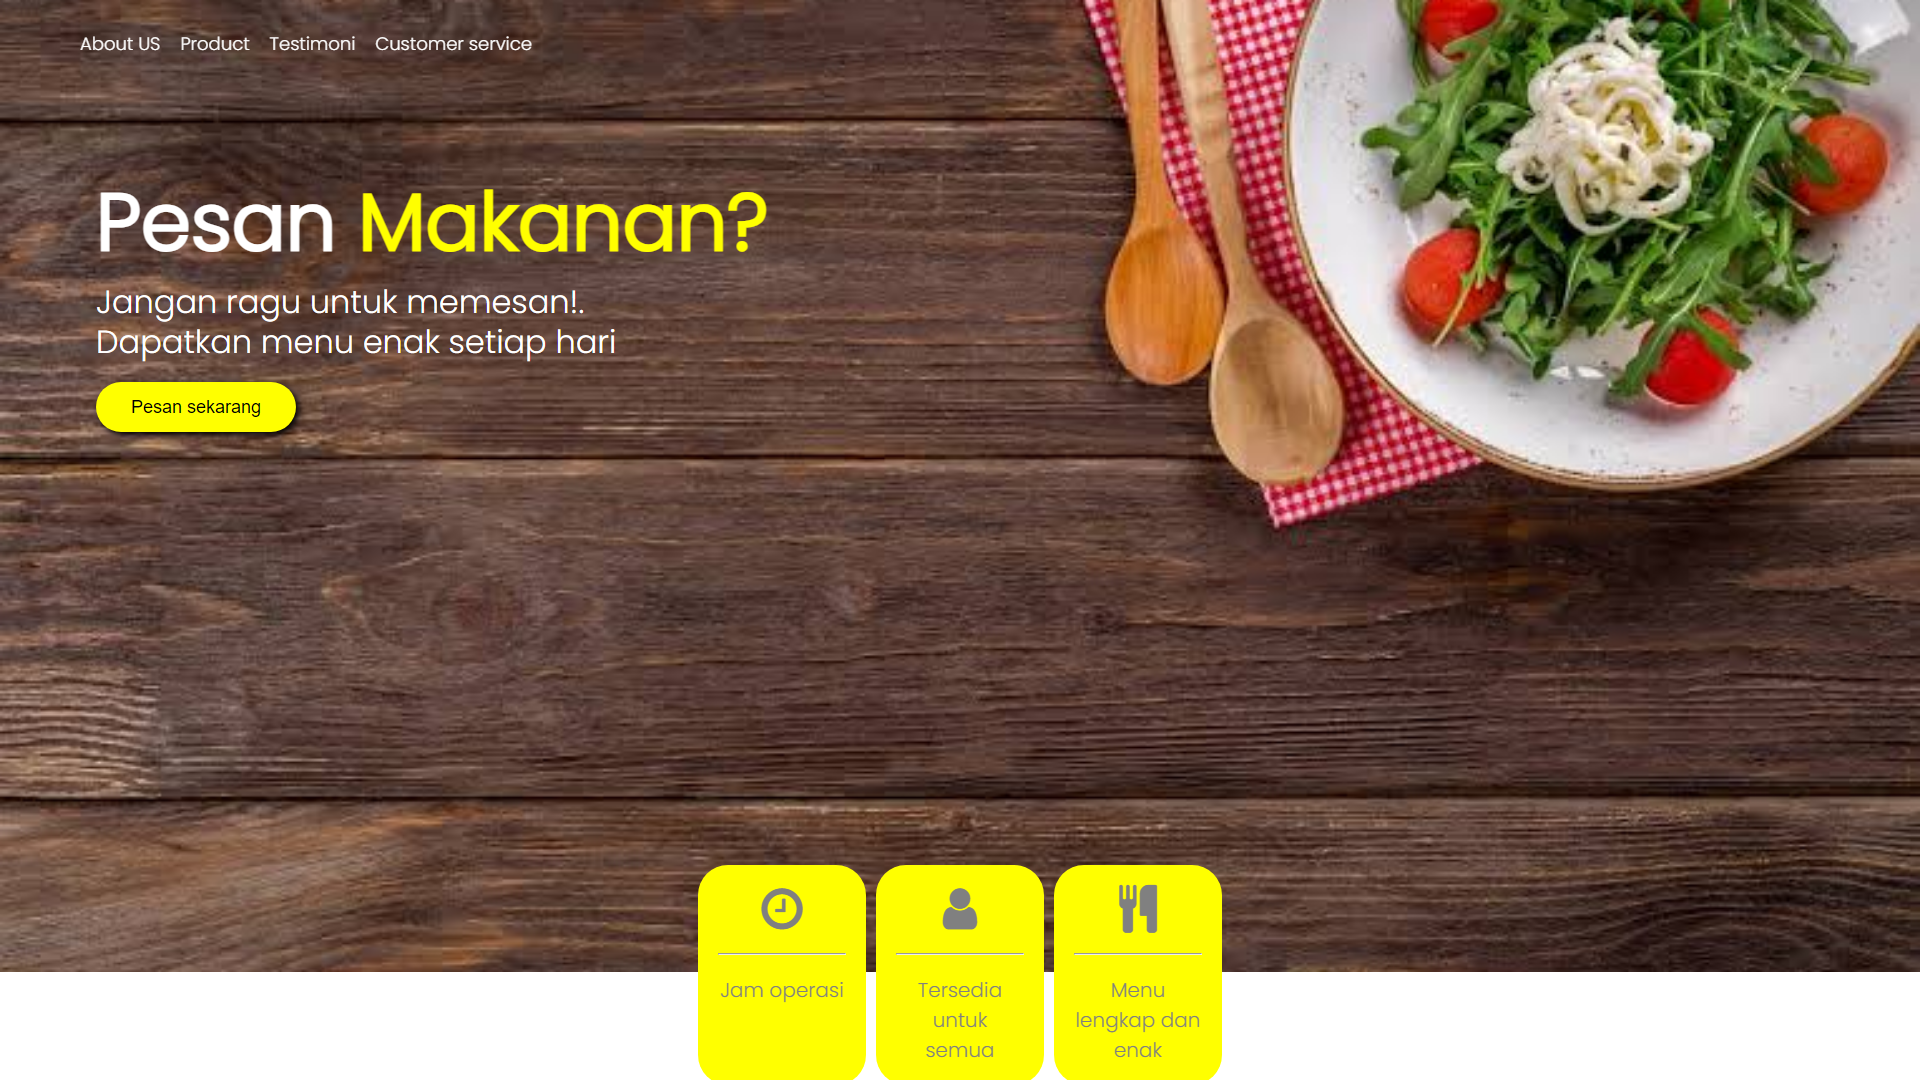 About US Product Testimoni Customer service
Pesan Makanan?
Jangan ragu untuk memesan!.
Dapatkan menu enak setiap hari
Pesan sekarang
Jam operasi
Tersedia
untuk
semua
Menu
lengkap dan
enak